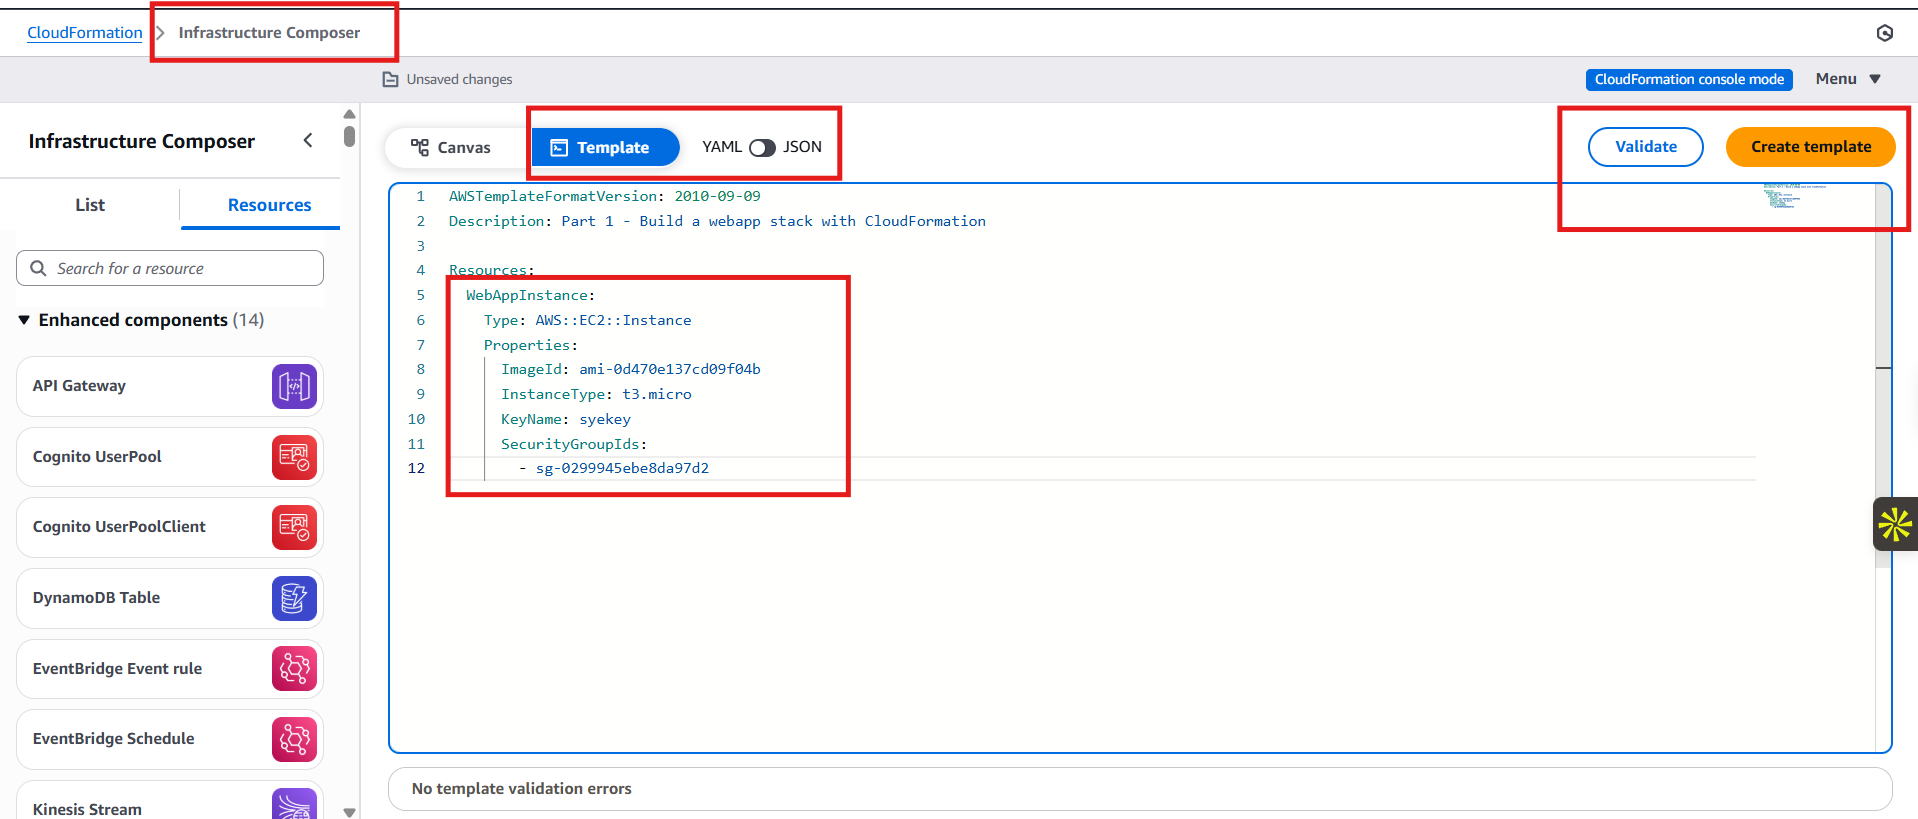 CloudFormation > Infrastructure Composer
Unsaved changes
CloudFormation console mode
Menu
Infrastructure Composer
Canvas
Template
YAML
JSON
Validate
Create template
List
Resources
Search for a resource
Enhanced components (14)
API Gateway
Cognito UserPool
Cognito UserPoolClient
DynamoDB Table
EventBridge Event rule
EventBridge Schedule
Kinesis Stream
1 AWSTemplateFormatVersion: 2010-09-09
2 Description: Part 1 - Build a webapp stack with CloudFormation
3
4 Resources:
5 WebAppInstance:
6 Type: AWS::EC2::Instance
7 Properties:
8 ImageId: ami-0d470e137cd09f04b
9 InstanceType: t3.micro
10 KeyName: syekey
11 SecurityGroupIds:
12 - sg-0299945ebe8da97d2
No template validation errors